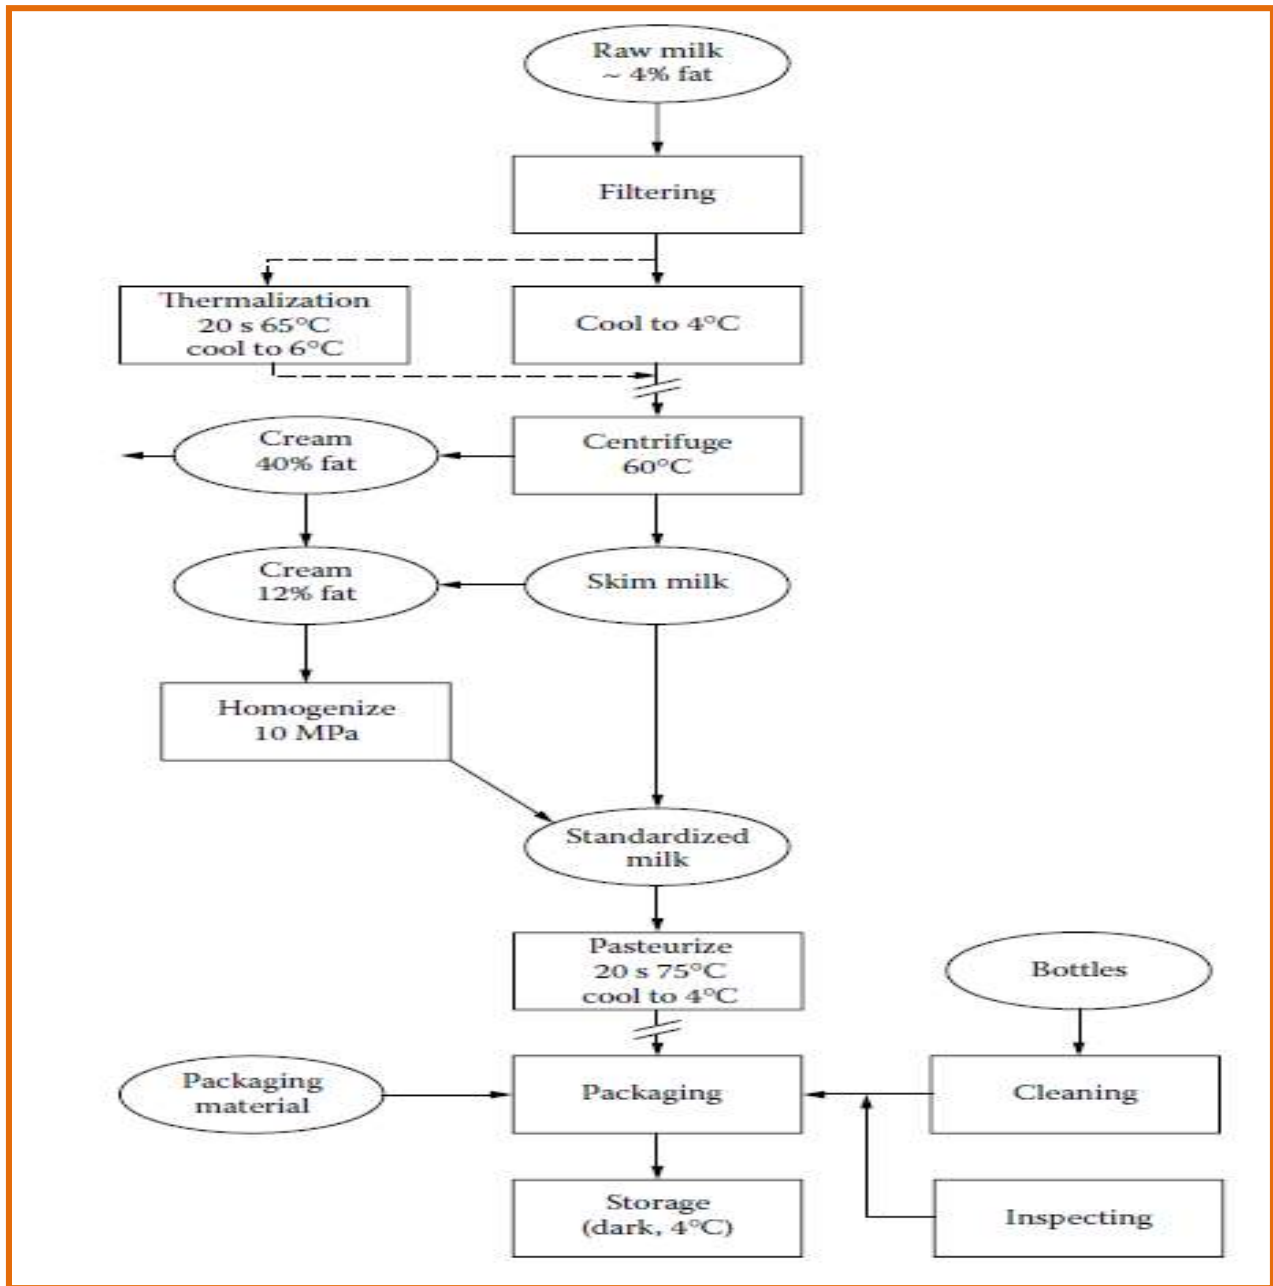 Raw milk
~ 4% fat
Filtering
Thermalization
20 s 65°C
cool to 6°C
Cool to 4°C
Cream
40% fat
Centrifuge
60°C
Cream
12% fat
Skim milk
Homogenize
10 MPa
Standardized
milk
Pasteurize
20 s 75°C
cool to 4°C
Bottles
Packaging
material
Packaging
Cleaning
Storage
(dark, 4°C)
Inspecting